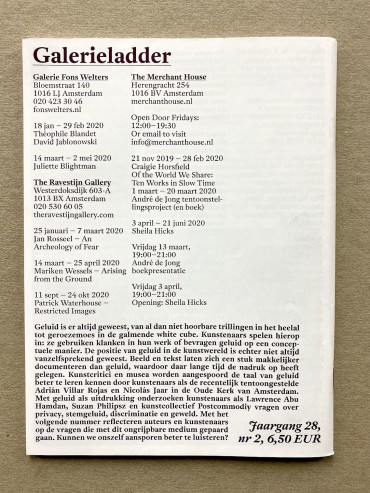 Galerieladder
Galerie Fons Welters
Bloemstraat 140
1016 LJ Amsterdam
020 423 30 46
fonswelters.nl
18 jan – 29 feb 2020
Théophile Blandet
David Jablonowski
14 maart – 2 mei 2020
Juliette Blightman
The Ravestijn Gallery
Westerdoksdijk 603-A
1013 BX Amsterdam
020 530 60 05
theravestijngallery.com
25 januari – 7 maart 2020
Jan Rosseel – An
Archeology of Fear
14 maart – 25 april 2020
Mariken Wessels – Arising
from the Ground
11 sept – 24 okt 2020
Patrick Waterhouse –
Restricted Images
The Merchant House
Herengracht 254
1016 BV Amsterdam
merchanthouse.nl
Open Door Fridays:
12:00–19:30
Or email to visit
info@merchanthouse.nl
21 nov 2019 – 28 feb 2020
Craigie Horsfield
Of the World We Share:
Ten Works in Slow Time
1 maart – 20 maart 2020
André de Jong tentoonstel-
lingsproject (en boek)
3 april – 21 juni 2020
Sheila Hicks
Vrijdag 13 maart,
19:00–21:00
André de Jong
boekpresentatie
Vrijdag 3 april,
19:00–21:00
Opening: Sheila Hicks
Geluid is er altijd geweest, van al dan niet hoorbare trillingen in het heelal
tot geroezemoes in de galmende white cube. Kunstenaars spelen hierop
in: ze gebruiken klanken in hun werk of bevragen geluid op een concep-
tuele manier. De positie van geluid in de kunstwereld is echter niet altijd
vanzelfsprekend geweest. Beeld en tekst laten zich een stuk makkelijker
documenteren dan geluid, waardoor daar lange tijd de nadruk op heeft
gelegen. Kunstcritici en musea worden aangespoord de taal van geluid
beter te leren kennen door kunstenaars als de recentelijk tentoongestelde
Adrián Villar Rojas en Nicolás Jaar in de Oude Kerk van Amsterdam.
Met geluid als uitdrukking onderzoeken kunstenaars als Lawrence Abu
Hamdan, Suzan Philipsz en kunstcollectief Postcommodity vragen over
privacy, stemgeluid, discriminatie en geweld. Met het
volgende nummer reflecteren auteurs en kunstenaars
op de vragen die met dit ongrijpbare medium gepaard
gaan. Kunnen we onszelf aansporen beter te luisteren?
Jaargang 28,
nr 2, 6,50 EUR